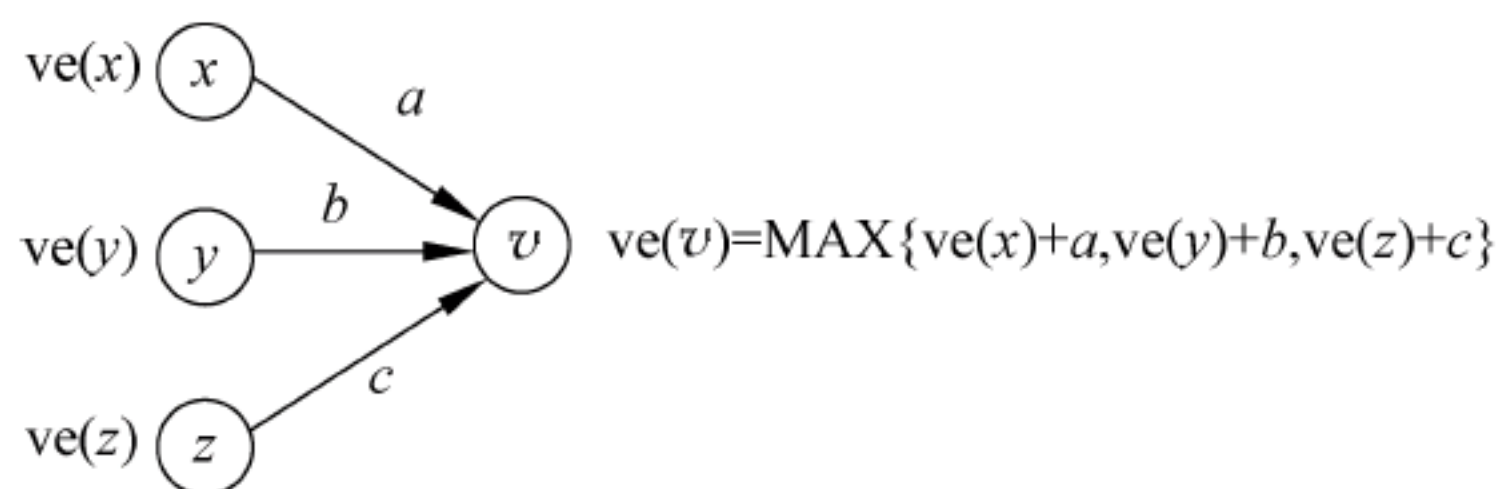 ve(x) x a
b
ve(y) y v ve(v)=MAX{ve(x)+a,ve(y)+b,ve(z)+c}
c
ve(z) z